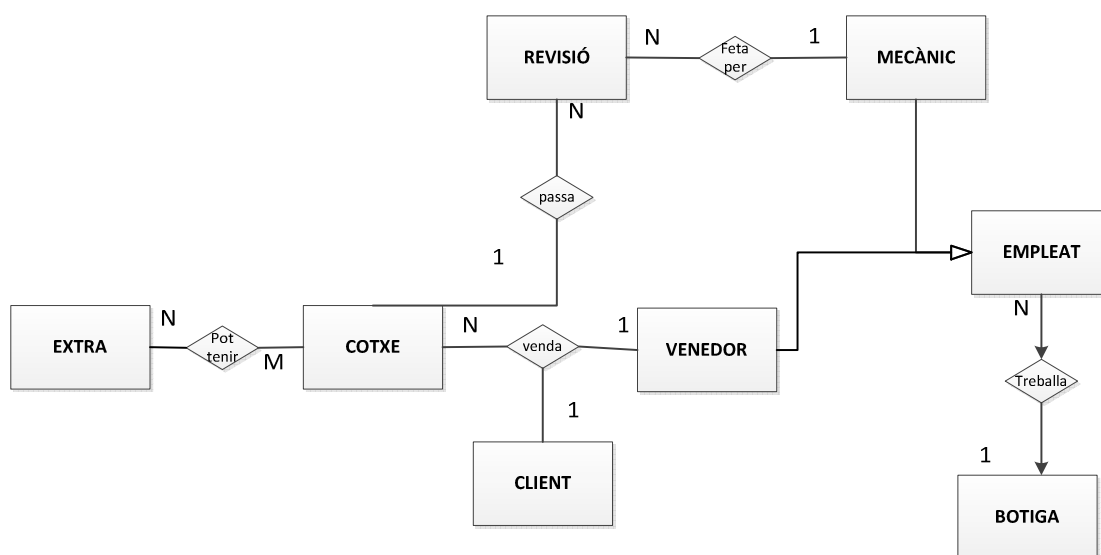 REVISIÓ
N
Feta
per
1
MECÀNIC
N
passa
1
EMPLEAT
N
EXTRA
N
Pot
tenir
M
COTXE
N
venda
1
VENEDOR
Treballa
1
CLIENT
1
BOTIGA